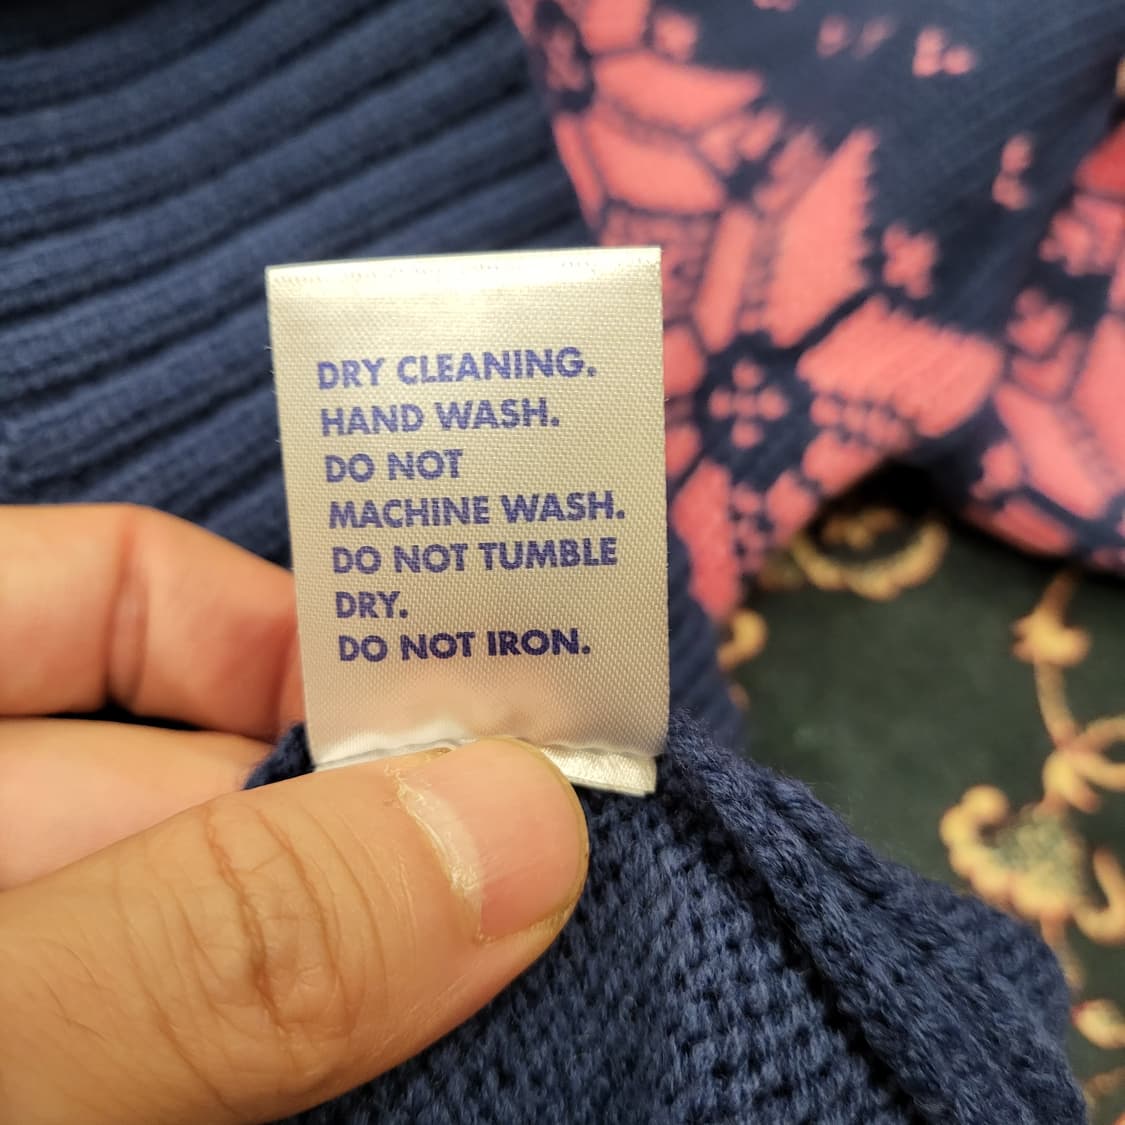 DRY CLEANING.
HAND WASH.
DO NOT
MACHINE WASH.
DO NOT TUMBLE
DRY.
DO NOT IRON.